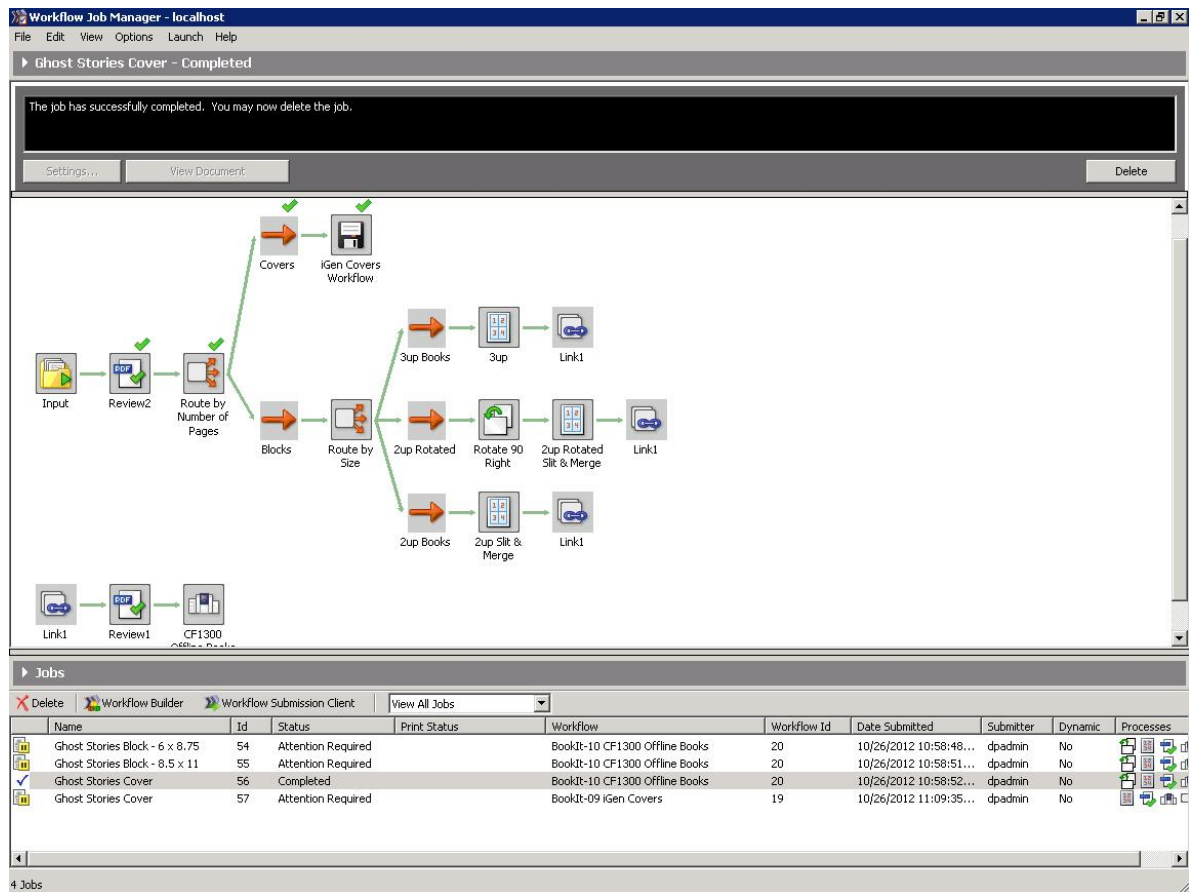 Workflow Job Manager - localhost
File Edit View Options Launch Help
Ghost Stories Cover - Completed
The job has successfully completed. You may now delete the job.
Settings... View Document Delete
Covers
iGen Covers
Workflow
3up Books 3up Link1
Input Review2 Route by
Number of
Pages
Blocks Route by
Size
2up Rotated Rotate 90
Right
2up Rotated
Slit & Merge
Link1
2up Books 2up Slit &
Merge
Link1
Link1 Review1 CF1300
Offline Books
Jobs
Delete Workflow Builder Workflow Submission Client View All Jobs
Name Id Status Print Status Workflow Workflow Id Date Submitted Submitter Dynamic Processes
Ghost Stories Block - 6 x 8.75 54 Attention Required BookIt-10 CF1300 Offline Books 20 10/26/2012 10:58:48... dpadmin No
Ghost Stories Block - 8.5 x 11 55 Attention Required BookIt-10 CF1300 Offline Books 20 10/26/2012 10:58:51... dpadmin No
Ghost Stories Cover 56 Completed BookIt-10 CF1300 Offline Books 20 10/26/2012 10:58:52... dpadmin No
Ghost Stories Cover 57 Attention Required BookIt-09 iGen Covers 19 10/26/2012 11:09:35... dpadmin No
4 Jobs